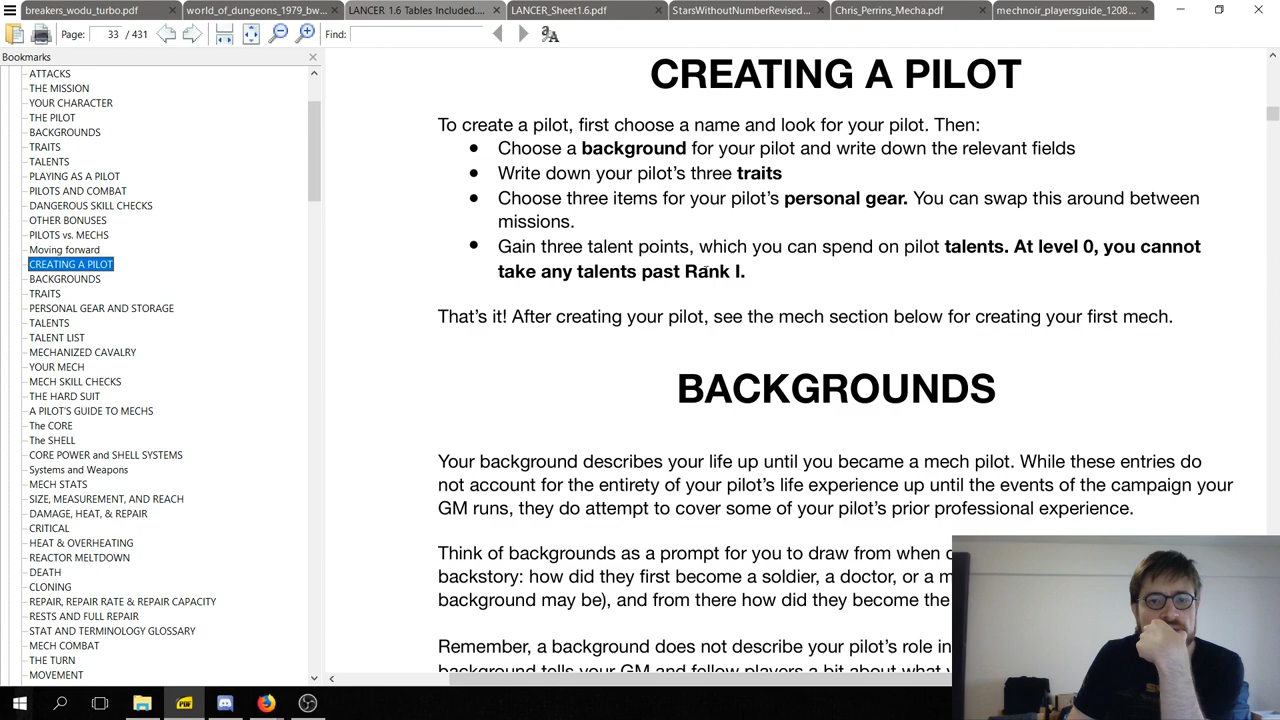 breakers_wodu_turbo.pdf
world_of_dungeons_1979_bw...
LANCER 1.6 Tables Included....
LANCER_Sheet1.6.pdf
StarsWithoutNumberRevised...
Chris_Perrins_Mecha.pdf
mechnoir_playersguide_1208...
Page: 33 / 431
Find:
Bookmarks
ATTACKS
THE MISSION
YOUR CHARACTER
THE PILOT
BACKGROUNDS
TRAITS
TALENTS
PLAYING AS A PILOT
PILOTS AND COMBAT
DANGEROUS SKILL CHECKS
OTHER BONUSES
PILOTS vs. MECHS
Moving forward
CREATING A PILOT
BACKGROUNDS
TRAITS
PERSONAL GEAR AND STORAGE
TALENTS
TALENT LIST
MECHANIZED CAVALRY
YOUR MECH
MECH SKILL CHECKS
THE HARD SUIT
A PILOT'S GUIDE TO MECHS
The CORE
The SHELL
CORE POWER and SHELL SYSTEMS
Systems and Weapons
MECH STATS
SIZE, MEASUREMENT, AND REACH
DAMAGE, HEAT, & REPAIR
CRITICAL
HEAT & OVERHEATING
REACTOR MELTDOWN
DEATH
CLONING
REPAIR, REPAIR RATE & REPAIR CAPACITY
RESTS AND FULL REPAIR
STAT AND TERMINOLOGY GLOSSARY
MECH COMBAT
THE TURN
MOVEMENT
CREATING A PILOT
To create a pilot, first choose a name and look for your pilot. Then:
● Choose a background for your pilot and write down the relevant fields
● Write down your pilot's three traits
● Choose three items for your pilot's personal gear. You can swap this around between
missions.
● Gain three talent points, which you can spend on pilot talents. At level 0, you cannot
take any talents past Rank I.
That's it! After creating your pilot, see the mech section below for creating your first mech.
BACKGROUNDS
Your background describes your life up until you became a mech pilot. While these entries do
not account for the entirety of your pilot's life experience up until the events of the campaign your
GM runs, they do attempt to cover some of your pilot's prior professional experience.
Think of backgrounds as a prompt for you to draw from when
backstory: how did they first become a soldier, a doctor, or a
background may be), and from there how did they become the
Remember, a background does not describe your pilot's role in
background tells your GM and fellow players a bit about what